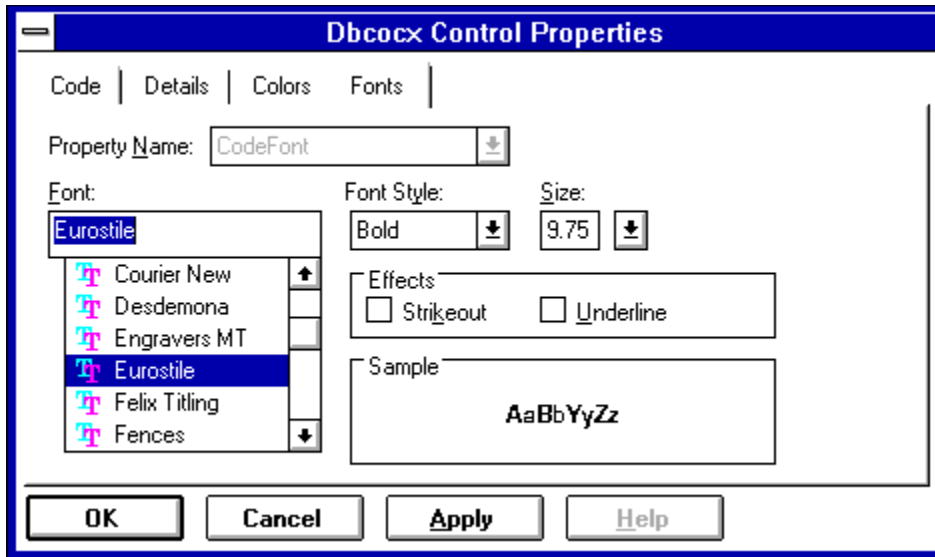 Dbcocx Control Properties
Code Details Colors Fonts
Property Name: CodeFont
Font: Font Style: Size:
Eurostile Bold 9.75
Courier New
Desdemona
Engravers MT
Eurostile
Felix Titling
Fences
Effects
Strikeout Underline
Sample
AaBbYyZz
OK Cancel Apply Help